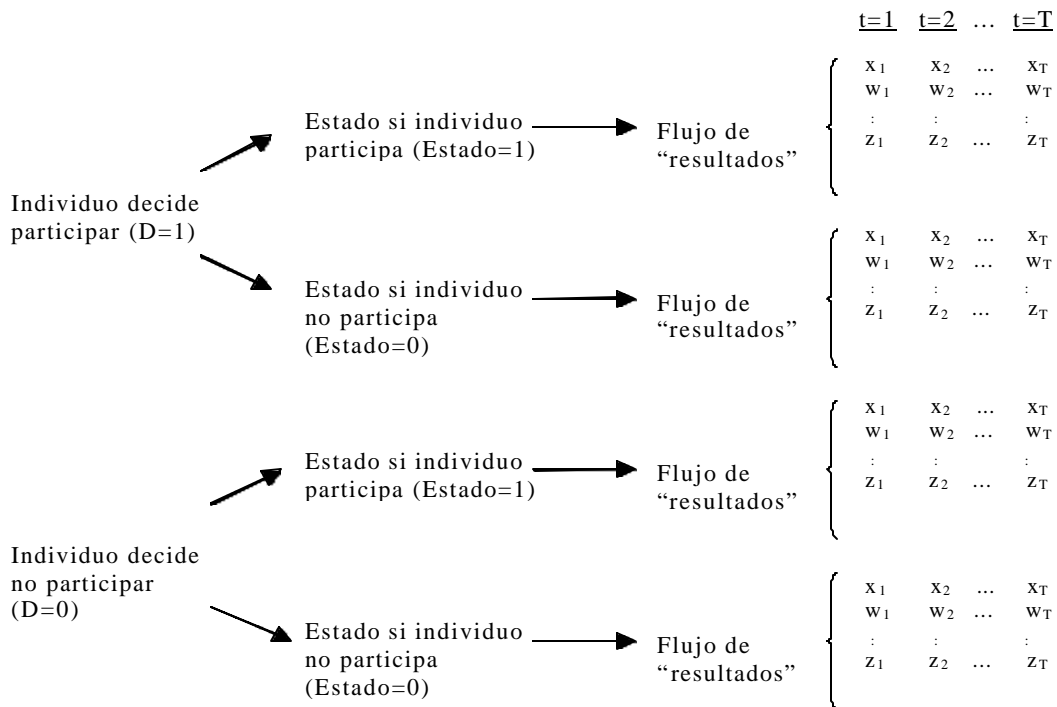 t=1 t=2 ... t=T
x1 x2 ... xT
w1 w2 ... wT
: : :
z1 z2 ... zT
Estado si individuo
participa (Estado=1)
Flujo de
“resultados”
Individuo decide
participar (D=1)
x1 x2 ... xT
w1 w2 ... wT
: : :
z1 z2 ... zT
Estado si individuo
no participa
(Estado=0)
Flujo de
“resultados”
x1 x2 ... xT
w1 w2 ... wT
: : :
z1 z2 ... zT
Estado si individuo
participa (Estado=1)
Flujo de
“resultados”
Individuo decide
no participar
(D=0)
x1 x2 ... xT
w1 w2 ... wT
: : :
z1 z2 ... zT
Estado si individuo
no participa
(Estado=0)
Flujo de
“resultados”